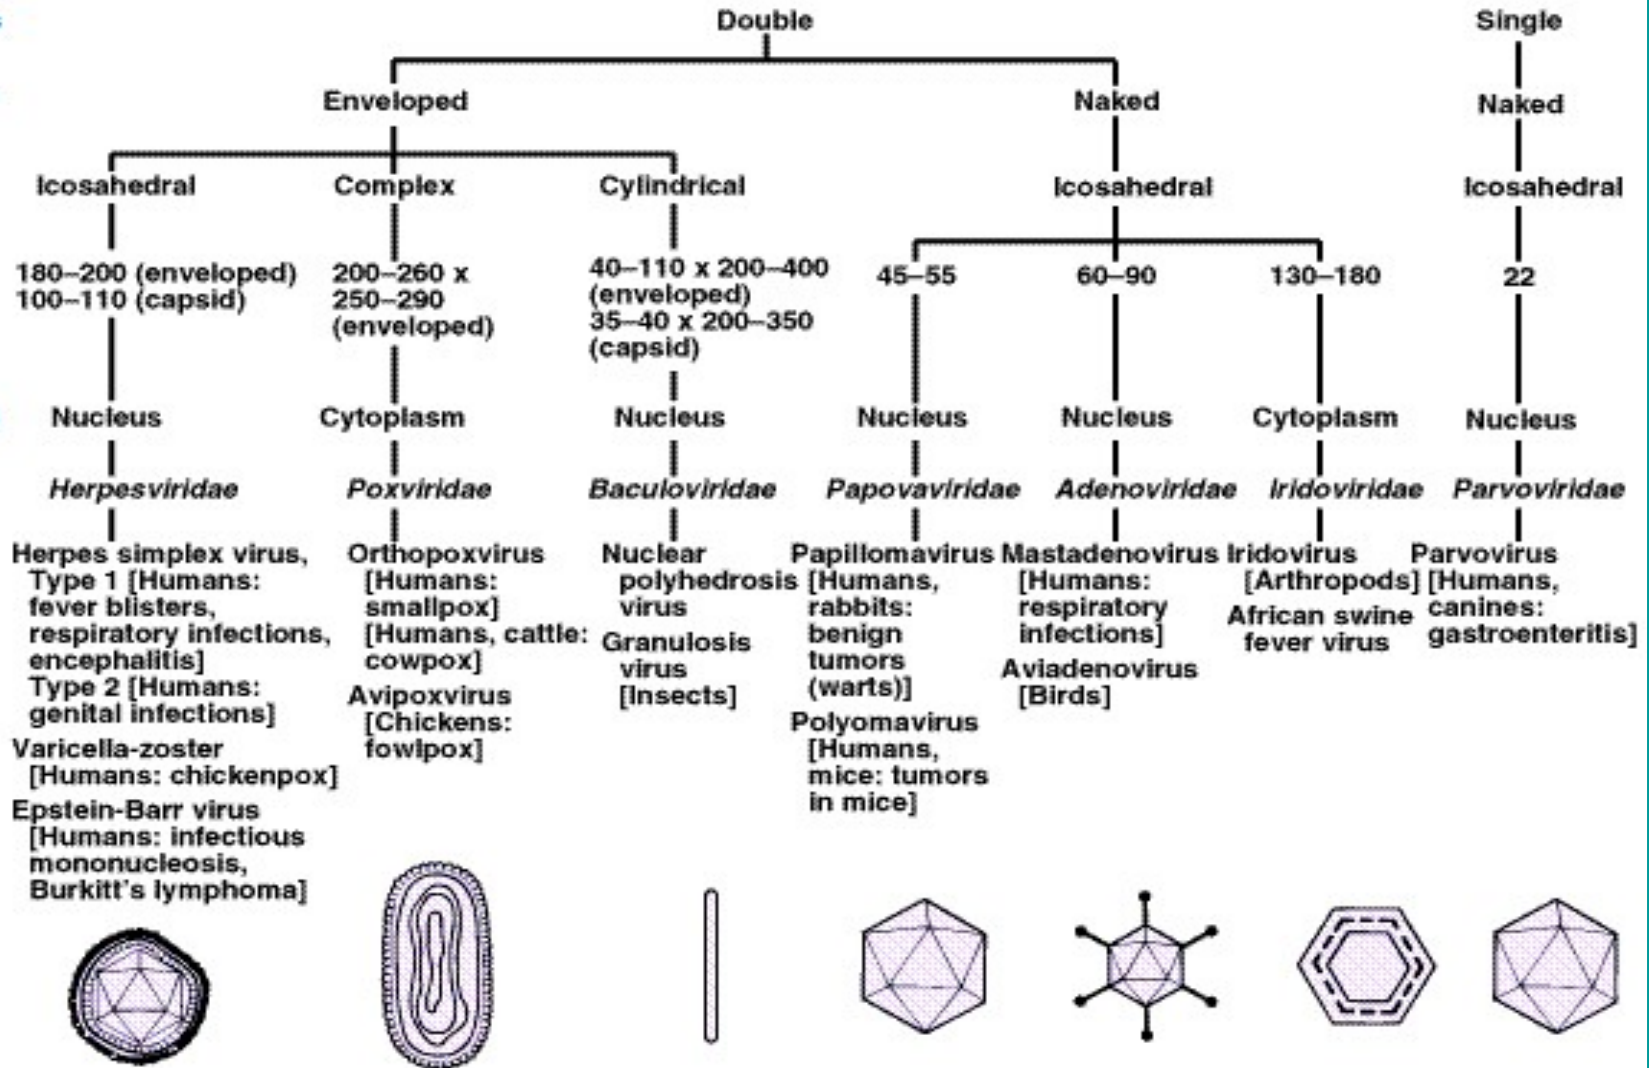 Double
Single
Enveloped
Naked
Naked
Icosahedral
Complex
Cylindrical
Icosahedral
Icosahedral
180–200 (enveloped)
100–110 (capsid)
200–260 x
250–290
(enveloped)
40–110 x 200–400
(enveloped)
35–40 x 200–350
(capsid)
45–55
60–90
130–180
22
Nucleus
Cytoplasm
Nucleus
Nucleus
Nucleus
Cytoplasm
Nucleus
Herpesviridae
Poxviridae
Baculoviridae
Papovaviridae
Adenoviridae
Iridoviridae
Parvoviridae
Herpes simplex virus,
Type 1 [Humans:
fever blisters,
respiratory infections,
encephalitis]
Type 2 [Humans:
genital infections]
Varicella-zoster
[Humans: chickenpox]
Epstein-Barr virus
[Humans: infectious
mononucleosis,
Burkitt's lymphoma]
Orthopoxvirus
[Humans:
smallpox]
[Humans, cattle:
cowpox]
Avipoxvirus
[Chickens:
fowlpox]
Nuclear
polyhedrosis
virus
Granulosis
virus
[Insects]
Papillomavirus
[Humans,
rabbits:
benign
tumors
(warts)]
Polyomavirus
[Humans,
mice: tumors
in mice]
Mastadenovirus
[Humans:
respiratory
infections]
Aviadenovirus
[Birds]
Iridovirus
[Arthropods]
African swine
fever virus
Parvovirus
[Humans,
canines:
gastroenteritis]